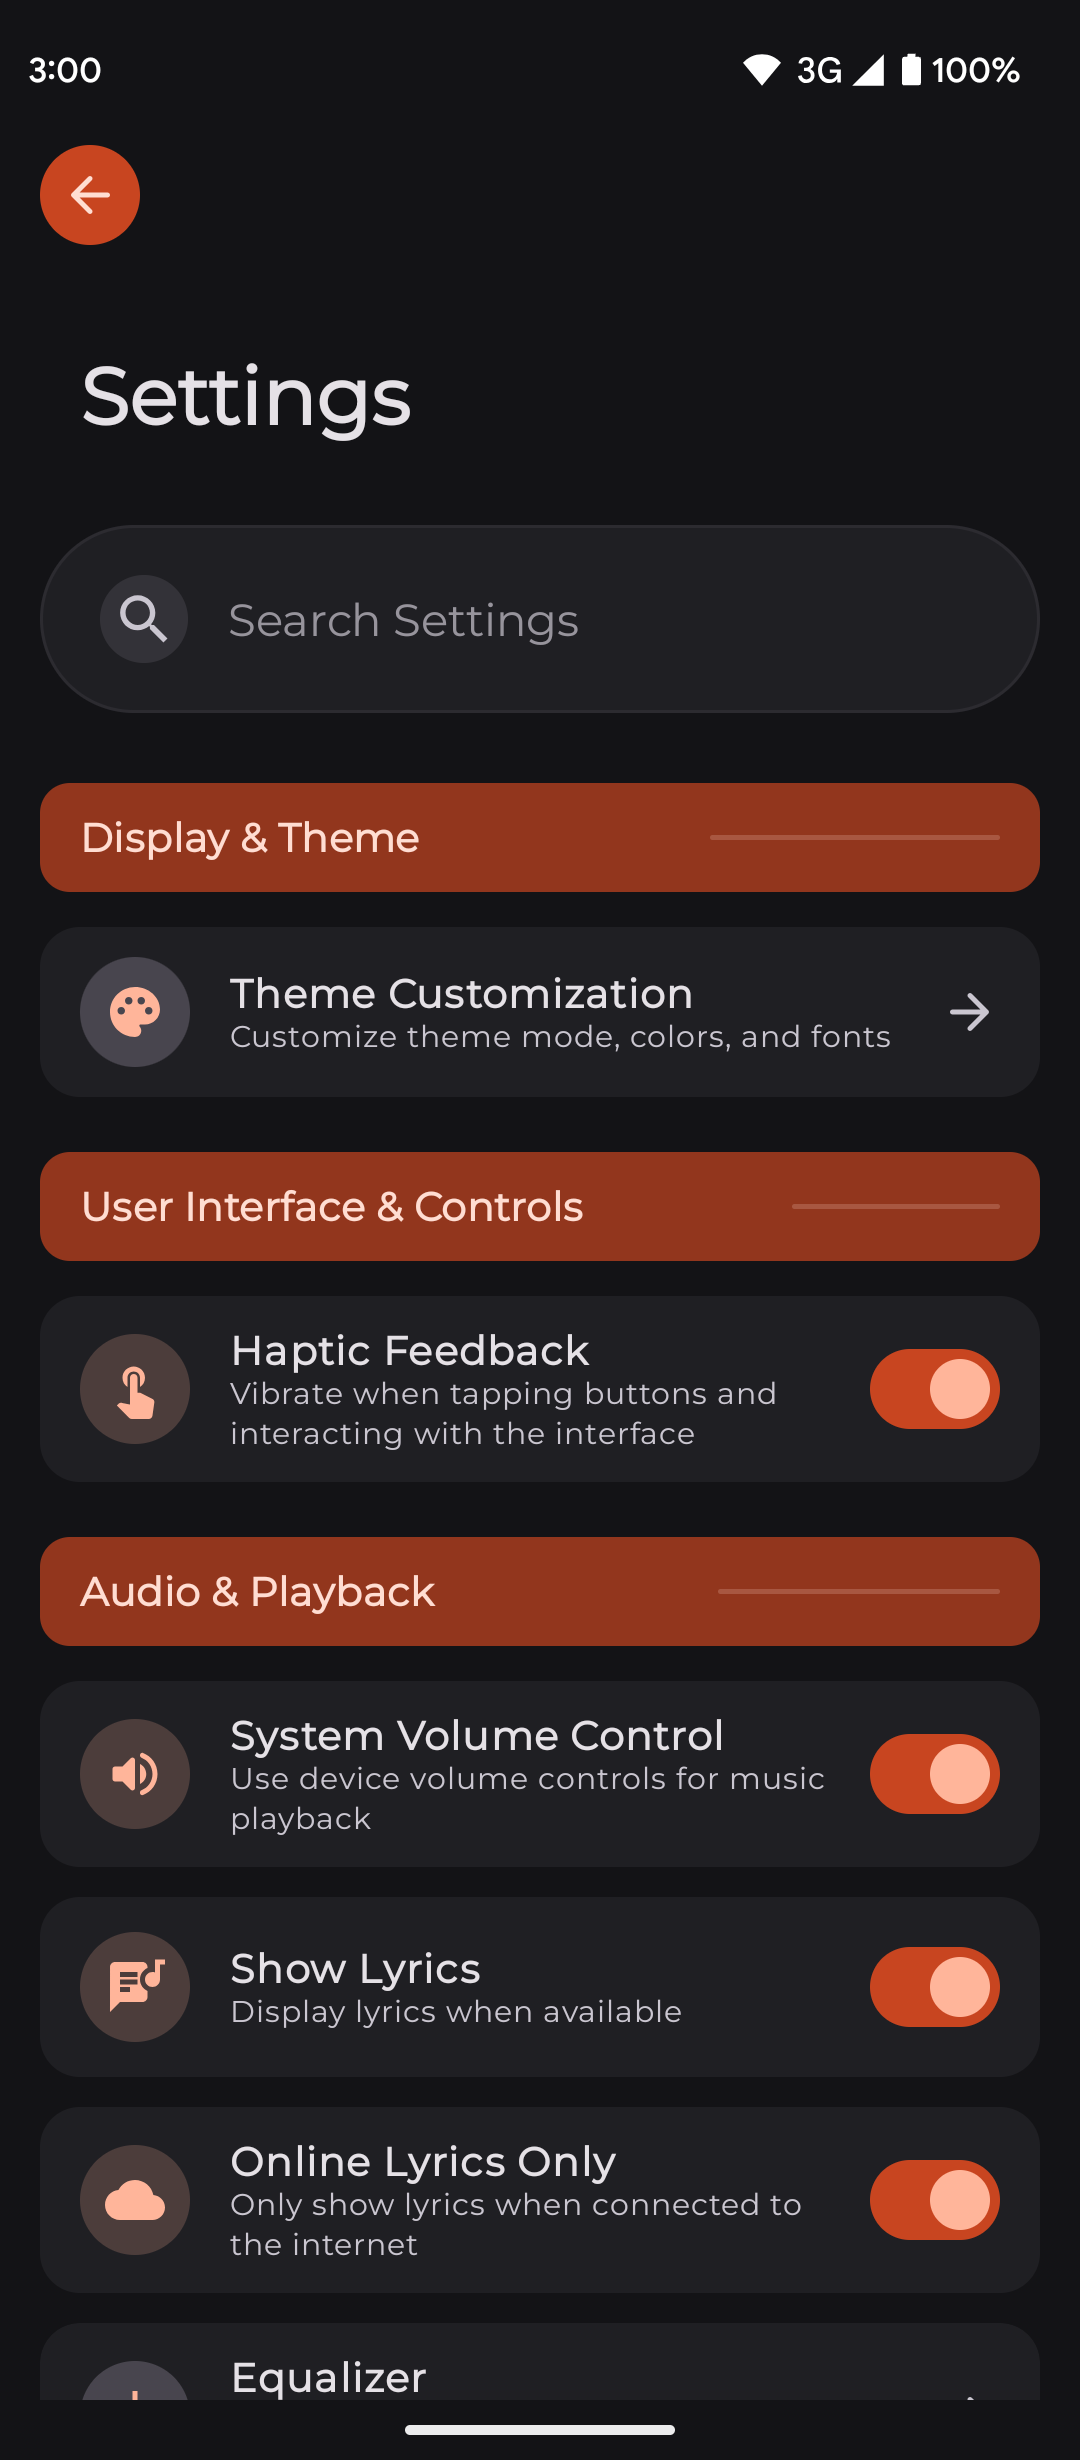 3:00 3G 100%
Settings
Search Settings
Display & Theme
Theme Customization
Customize theme mode, colors, and fonts
User Interface & Controls
Haptic Feedback
Vibrate when tapping buttons and
interacting with the interface
Audio & Playback
System Volume Control
Use device volume controls for music
playback
Show Lyrics
Display lyrics when available
Online Lyrics Only
Only show lyrics when connected to
the internet
Equalizer